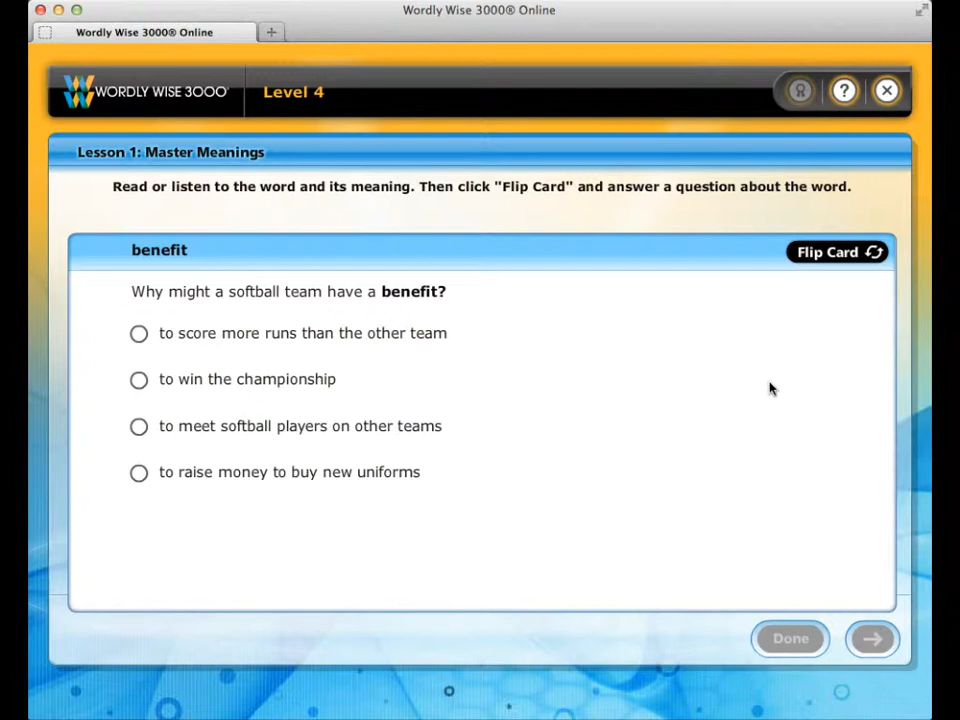 Wordly Wise 3000® Online
Wordly Wise 3000® Online
WORDLY WISE 3000® Level 4
Lesson 1: Master Meanings
Read or listen to the word and its meaning. Then click "Flip Card" and answer a question about the word.
benefit Flip Card
Why might a softball team have a benefit?
to score more runs than the other team
to win the championship
to meet softball players on other teams
to raise money to buy new uniforms
Done